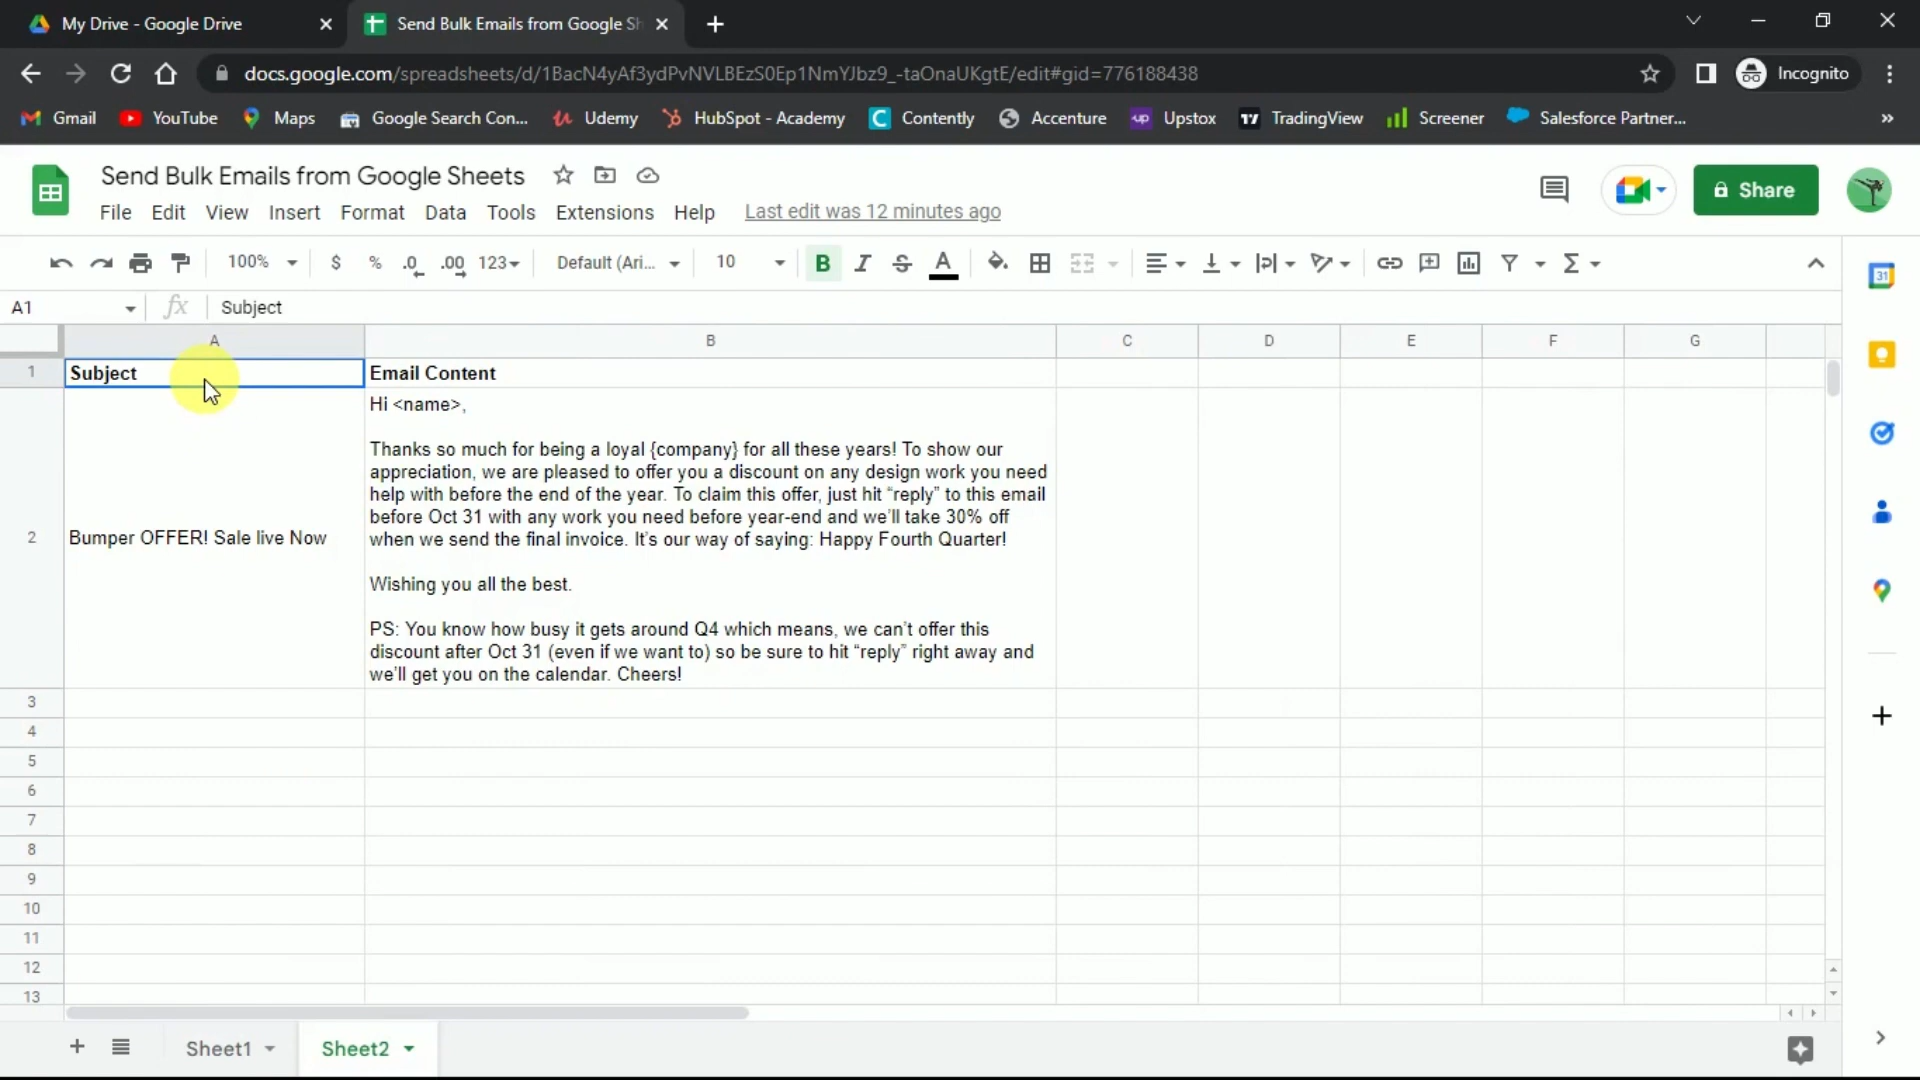 My Drive - Google Drive
Send Bulk Emails from Google Sh
docs.google.com/spreadsheets/d/1BacN4yAf3ydPvNVLBEzS0Ep1NmYJbz9_-taOnaUKgtE/edit#gid=776188438
Incognito
Gmail YouTube Maps Google Search Con... Udemy HubSpot - Academy Contently Accenture Upstox TradingView Screener Salesforce Partner...
Send Bulk Emails from Google Sheets
Share
File Edit View Insert Format Data Tools Extensions Help Last edit was 12 minutes ago
100% $ % .0 .00 123 Default (Ari... 10 B I S A
31
A1 fx Subject
A B C D E F G
1 Subject Email Content
Hi <name>,
Thanks so much for being a loyal {company} for all these years! To show our
appreciation, we are pleased to offer you a discount on any design work you need
help with before the end of the year. To claim this offer, just hit “reply” to this email
before Oct 31 with any work you need before year-end and we'll take 30% off
2 Bumper OFFER! Sale live Now when we send the final invoice. It's our way of saying: Happy Fourth Quarter!
Wishing you all the best.
PS: You know how busy it gets around Q4 which means, we can't offer this
discount after Oct 31 (even if we want to) so be sure to hit “reply” right away and
we'll get you on the calendar. Cheers!
3
4
5
6
7
8
9
10
11
12
13
Sheet1 Sheet2